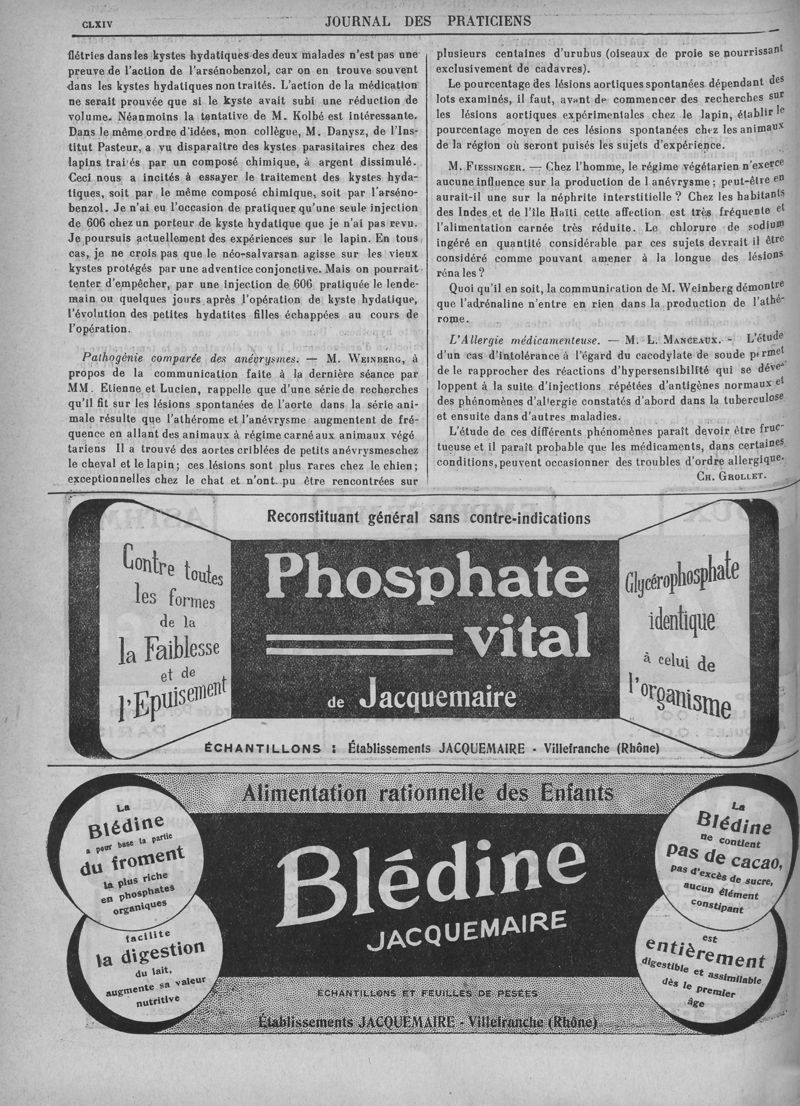 CLXIV
JOURNAL DES PRATICIENS
flétries dans les kystes hydatiques des deux malades n'est pas une
preuve de l'action de l'arsénobenzol, car on en trouve souvent
dans les kystes hydatiques non traités. L'action de la médication
ne serait prouvée que si le kyste avait subi une réduction de
volume. Néanmoins la tentative de M. Kolbé est intéressante.
Dans le même ordre d'idées, mon collègue, M. Danysz, de l'Ins-
titut Pasteur, a vu disparaître des kystes parasitaires chez des
lapins traités par un composé chimique, à argent dissimulé.
Ceci nous a incités à essayer le traitement des kystes hyda-
tiques, soit par le même composé chimique, soit par l'arséno-
benzol. Je n'ai eu l'occasion de pratiquer qu'une seule injection
de 606 chez un porteur de kyste hydatique que je n'ai pas revu.
Je poursuis actuellement des expériences sur le lapin. En tous
cas, je ne crois pas que le néo-salvarsan agisse sur les vieux
kystes protégés par une adventice conjonctive. Mais on pourrait
tenter d'empêcher, par une injection de 606 pratiquée le lende-
main ou quelques jours après l'opération de kyste hydatique,
l'évolution des petites hydatites filles échappées au cours de
l'opération.
Pathogénie comparée des anévrysmes. — M. WEINBERG, à
propos de la communication faite à la dernière séance par
MM. Etienne et Lucien, rappelle que d'une série de recherches
qu'il fit sur les lésions spontanées de l'aorte dans la série ani-
male résulte que l'athérome et l'anévrysme augmentent de fré-
quence en allant des animaux à régime carné aux animaux végé
tariens Il a trouvé des aortes criblées de petits anévrysmes chez
le cheval et le lapin ; ces lésions sont plus rares chez le chien ;
exceptionnelles chez le chat et n'ont pu être rencontrées sur
plusieurs centaines d'urubus (oiseaux de proie se nourrissant
exclusivement de cadavres).
Le pourcentage des lésions aortiques spontanées dépendant des
lots examinés, il faut, avant de commencer des recherches sur
les lésions aortiques expérimentales chez le lapin, établir le
pourcentage moyen de ces lésions spontanées chez les animaux
de la région où seront puisés les sujets d'expérience.
M. FIESSINGER. — Chez l'homme, le régime végétarien n'exerce
aucune influence sur la production de l anévrysme ; peut-être en
aurait-il une sur la néphrite interstitielle ? Chez les habitants
des Indes et de l'île Haïti cette affection est très fréquente et
l'alimentation carnée très réduite. Le chlorure de sodium
ingéré en quantité considérable par ces sujets devrait il être
considéré comme pouvant amener à la longue des lésions
rénales ?
Quoi qu'il en soit, la communication de M. Weinberg démontre
que l'adrénaline n'entre en rien dans la production de l'athé-
rome.
L'Allergie médicamenteuse. — M. L. MANCEAUX. - L'étude
d'un cas d'intolérance à l'égard du cacodylate de soude permet
de le rapprocher des réactions d'hypersensibilité qui se déve-
loppent à la suite d'injections répétées d'antigènes normaux et
des phénomènes d'allergie constatés d'abord dans la tuberculose
et ensuite dans d'autres maladies.
L'étude de ces différents phénomènes paraît devoir être fruc-
tueuse et il paraît probable que les médicaments, dans certaines
conditions, peuvent occasionner des troubles d'ordre allergique.
CH. GROLLET.
Reconstituant général sans contre-indications
Contre toutes
les formes
de la
la Faiblesse
et de
l'Epuisement
Phosphate
vital
de Jacquemaire
Glycérophosphate
identique
à celui de
l'organisme
ÉCHANTILLONS : Établissements JACQUEMAIRE - Villefranche (Rhône)
Alimentation rationnelle des Enfants
La
Blédine
a pour base la partie
du froment
la plus riche
en phosphates
organiques
facilite
la digestion
du lait,
augmente sa valeur
nutritive
Blédine
JACQUEMAIRE
La
Blédine
ne contient
pas de cacao,
pas d'excès de sucre,
aucun élément
constipant
est
entièrement
digestible et assimilable
dès le premier
âge
ÉCHANTILLONS ET FEUILLES DE PESÉES
Établissements JACQUEMAIRE - Villefranche (Rhône)